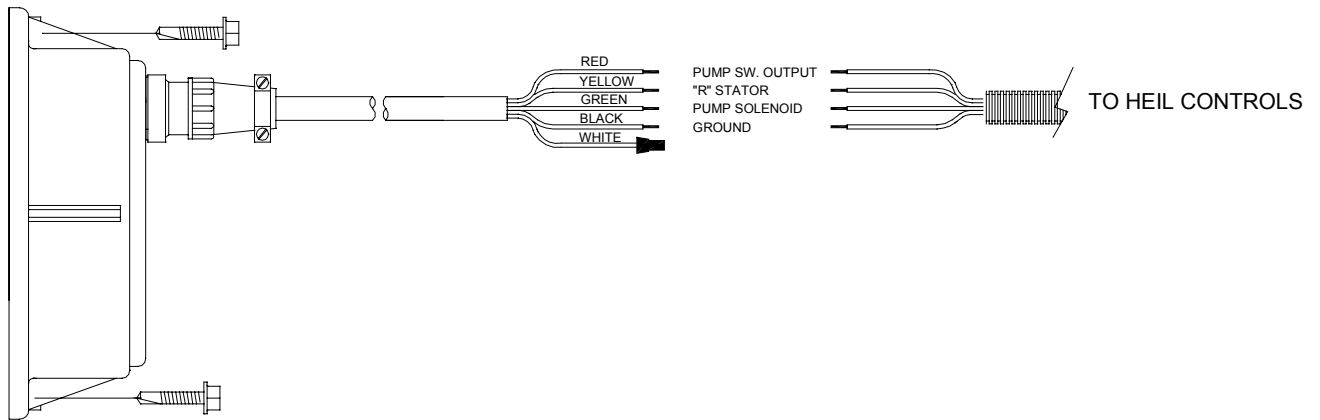 RED
YELLOW
GREEN
BLACK
WHITE
PUMP SW. OUTPUT
"R" STATOR
PUMP SOLENOID
GROUND
TO HEIL CONTROLS